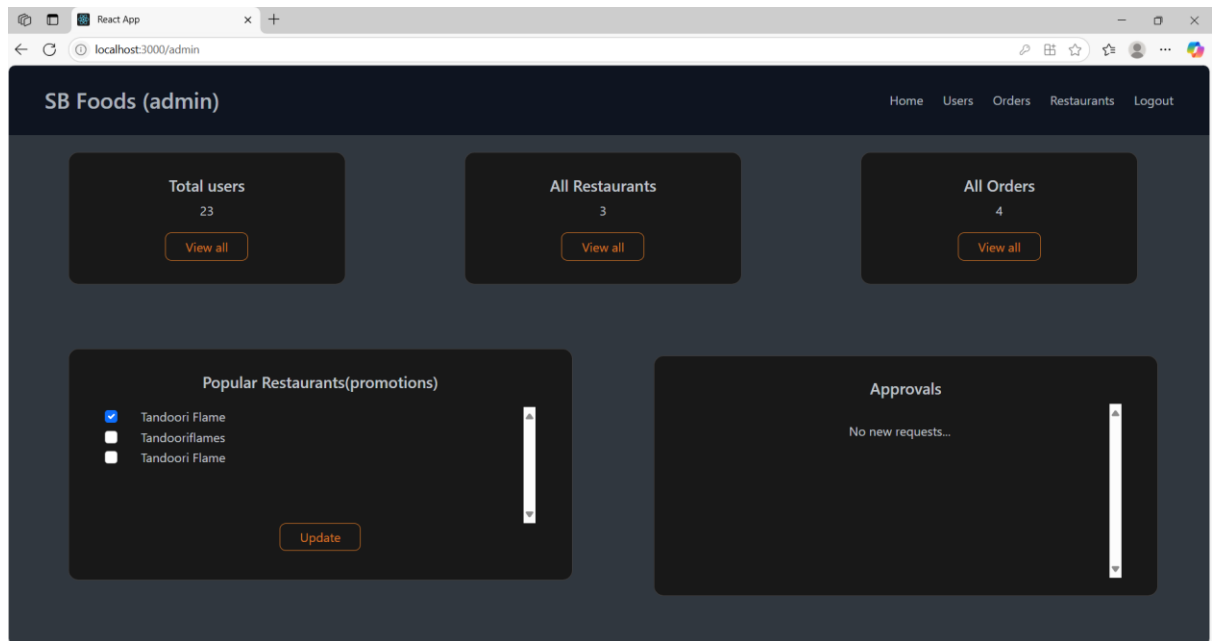 React App
localhost:3000/admin
SB Foods (admin)
Home Users Orders Restaurants Logout
Total users
23
View all
All Restaurants
3
View all
All Orders
4
View all
Popular Restaurants(promotions)
Tandoori Flame
Tandooriflames
Tandoori Flame
Update
Approvals
No new requests...